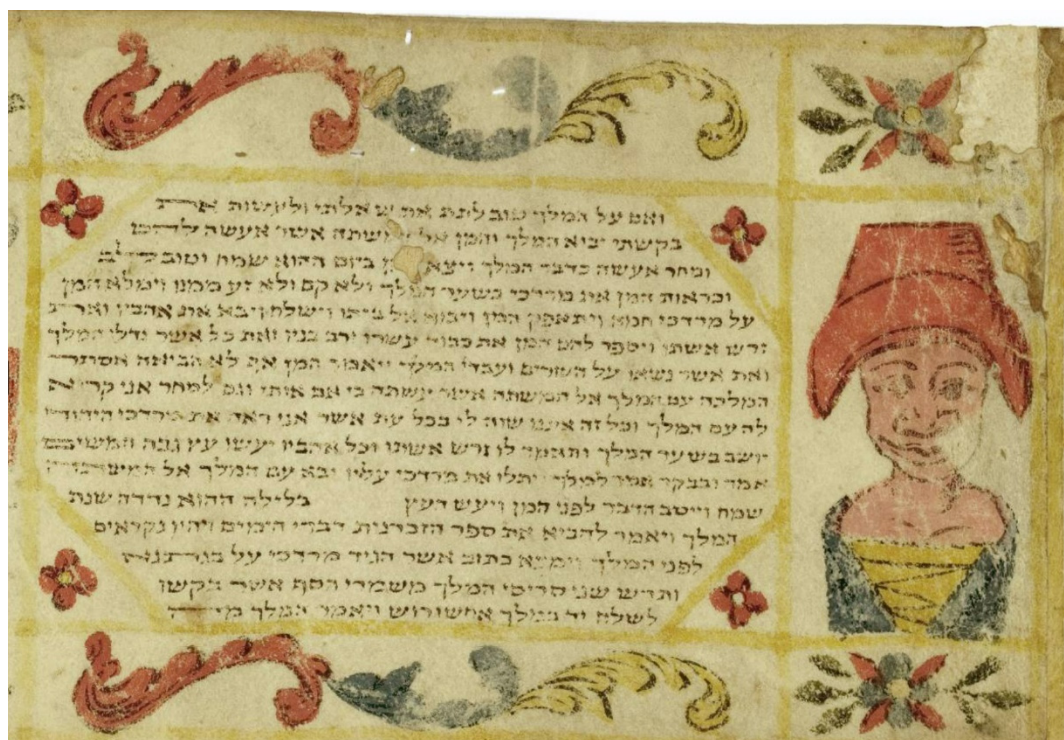 ואם על המלך טוב לתת את שאלתי ולעשות את
בקשתי יבוא המלך והמן אל המשתה אשר אעשה להם
ומחר אעשה כדבר המלך ויצא ביום ההוא שמח וטוב לב
וכראות המן את מרדכי בשער המלך ולא קם ולא זע ממנו וימלא המן
על מרדכי חמה ויתאפק המן ויבוא אל ביתו וישלח ויבא את אהביו ואת
זרש אשתו ויספר להם המן את כבוד עשרו ורב בניו ואת כל אשר גדלו המלך
ואת אשר נשאו על השרים ועבדי המלך ויאמר המן אף לא הביאה אסתר
המלכה עם המלך אל המשתה אשר עשתה כי אם אותי וגם למחר אני קרוא
לה עם המלך וכל זה איננו שוה לי בכל עת אשר אני ראה את מרדכי היהודי
יושב בשער המלך ותאמר לו זרש אשתו וכל אהביו יעשו עץ גבה חמשים
אמה ובבקר אמר למלך ויתלו את מרדכי עליו ובא עם המלך אל המשתה
שמח וייטב הדבר לפני המן ויעש העץ בלילה ההוא נדדה שנת
המלך ויאמר להביא את ספר הזכרנות דברי הימים ויהיו נקראים
לפני המלך וימצא כתוב אשר הגיד מרדכי על בגתנא
ותרש שני סריסי המלך משמרי הסף אשר בקשו
לשלח יד במלך אחשורוש ויאמר המלך מה